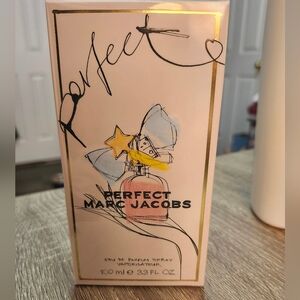 perfect
PERFECT
MARC JACOBS
EAU DE PARFUM SPRAY
VAPORISATEUR
100 ml e 3.3 FL. OZ